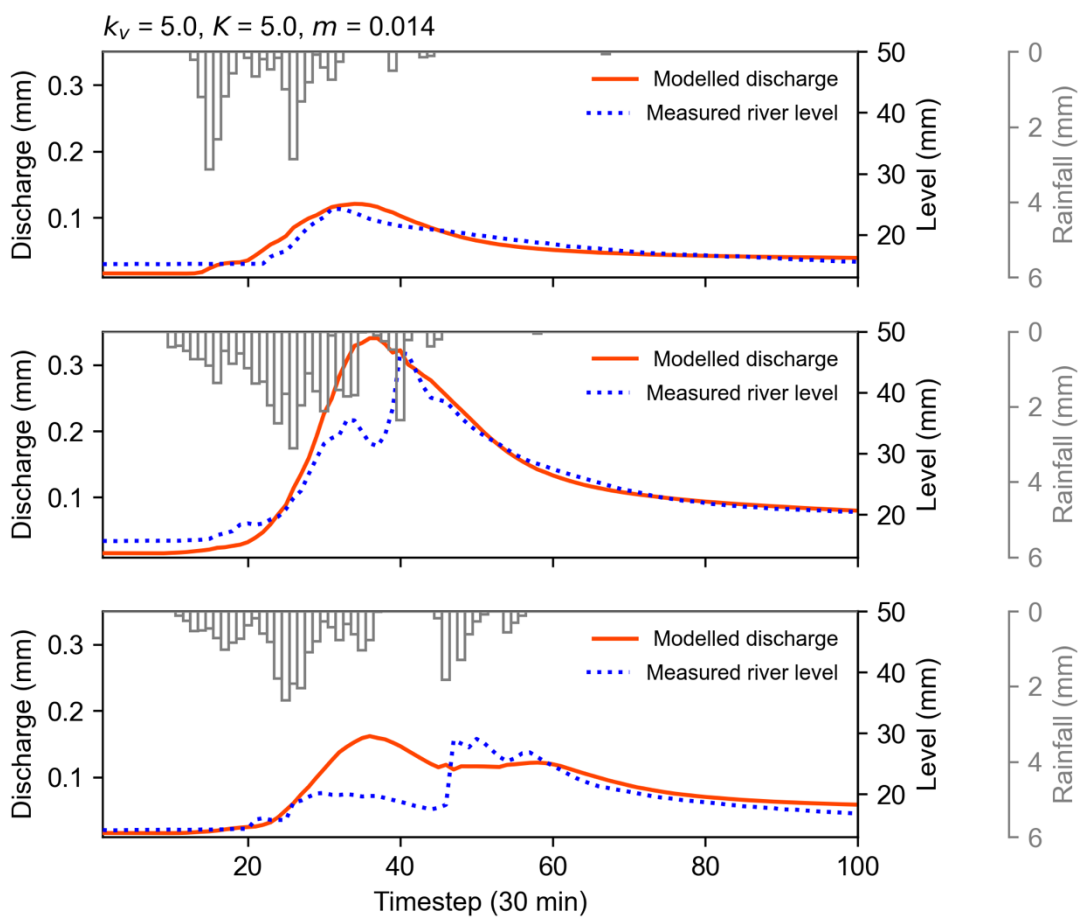 k_v = 5.0, K = 5.0, m = 0.014
Discharge (mm)
0.3
0.2
0.1
Modelled discharge
Measured river level
50
40
30
20
Level (mm)
0
2
4
6
Rainfall (mm)
Discharge (mm)
0.3
0.2
0.1
Modelled discharge
Measured river level
50
40
30
20
Level (mm)
0
2
4
6
Rainfall (mm)
Discharge (mm)
0.3
0.2
0.1
Modelled discharge
Measured river level
50
40
30
20
Level (mm)
0
2
4
6
Rainfall (mm)
20 40 60 80 100
Timestep (30 min)